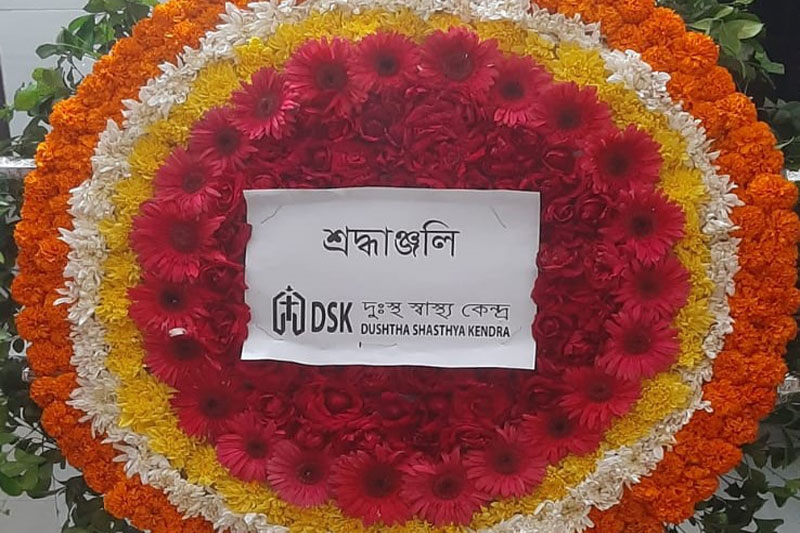 শ্রদ্ধাঞ্জলি
DSK দুঃস্থ স্বাস্থ্য কেন্দ্র
DUSHTHA SHASTHYA KENDRA